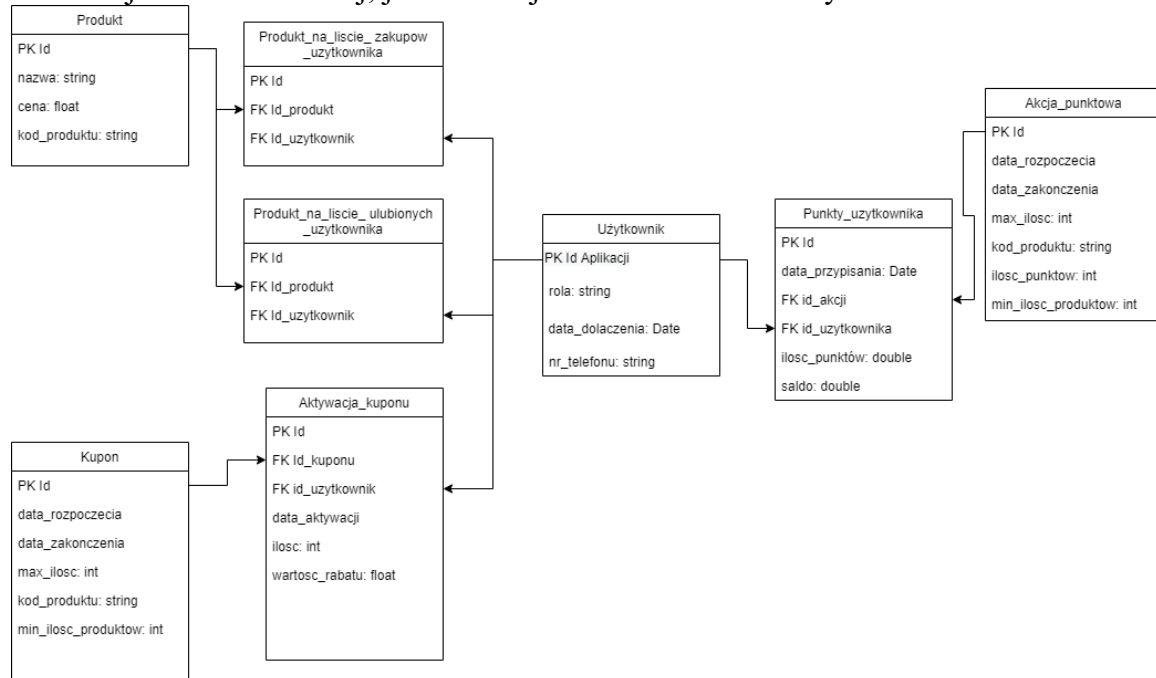 Produkt
PK Id
nazwa: string
cena: float
kod_produktu: string
Produkt_na_liscie_ zakupow
_uzytkownika
PK Id
FK Id_produkt
FK Id_uzytkownik
Produkt_na_liscie_ ulubionych
_uzytkownika
PK Id
FK Id_produkt
FK Id_uzytkownik
Użytkownik
PK Id Aplikacji
rola: string
data_dolaczenia: Date
nr_telefonu: string
Punkty_uzytkownika
PK Id
data_przypisania: Date
FK id_akcji
FK id_uzytkownika
ilosc_punktów: double
saldo: double
Akcja_punktowa
PK Id
data_rozpoczecia
data_zakonczenia
max_ilosc: int
kod_produktu: string
ilosc_punktow: int
min_ilosc_produktow: int
Kupon
PK Id
data_rozpoczecia
data_zakonczenia
max_ilosc: int
kod_produktu: string
min_ilosc_produktow: int
Aktywacja_kuponu
PK Id
FK Id_kuponu
FK id_uzytkownik
data_aktywacji
ilosc: int
wartosc_rabatu: float